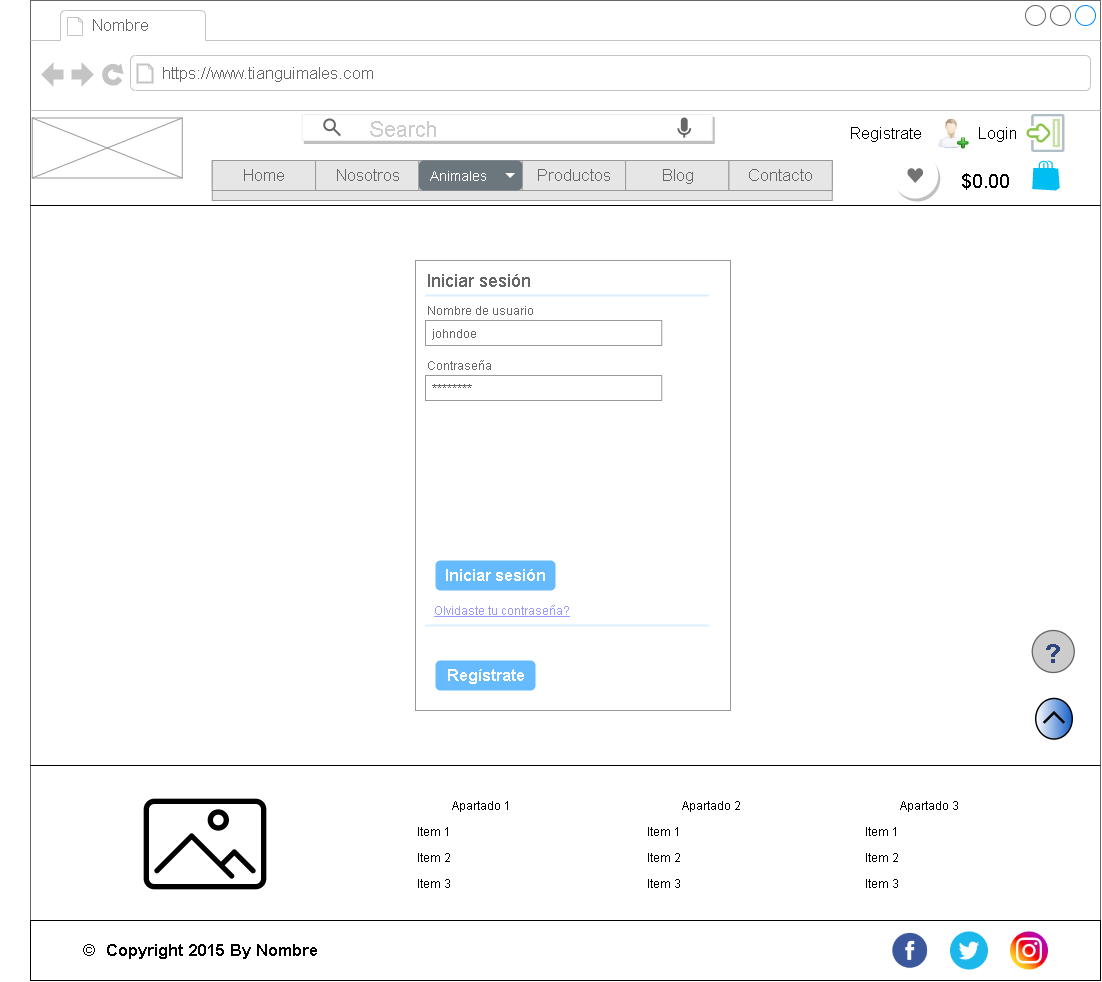 Nombre
https://www.tianguimales.com
Search
Registrate
Login
Home
Nosotros
Animales
Productos
Blog
Contacto
$0.00
Iniciar sesión
Nombre de usuario
johndoe
Contraseña
********
Iniciar sesión
Olvidaste tu contraseña?
Regístrate
?
Apartado 1
Item 1
Item 2
Item 3
Apartado 2
Item 1
Item 2
Item 3
Apartado 3
Item 1
Item 2
Item 3
© Copyright 2015 By Nombre